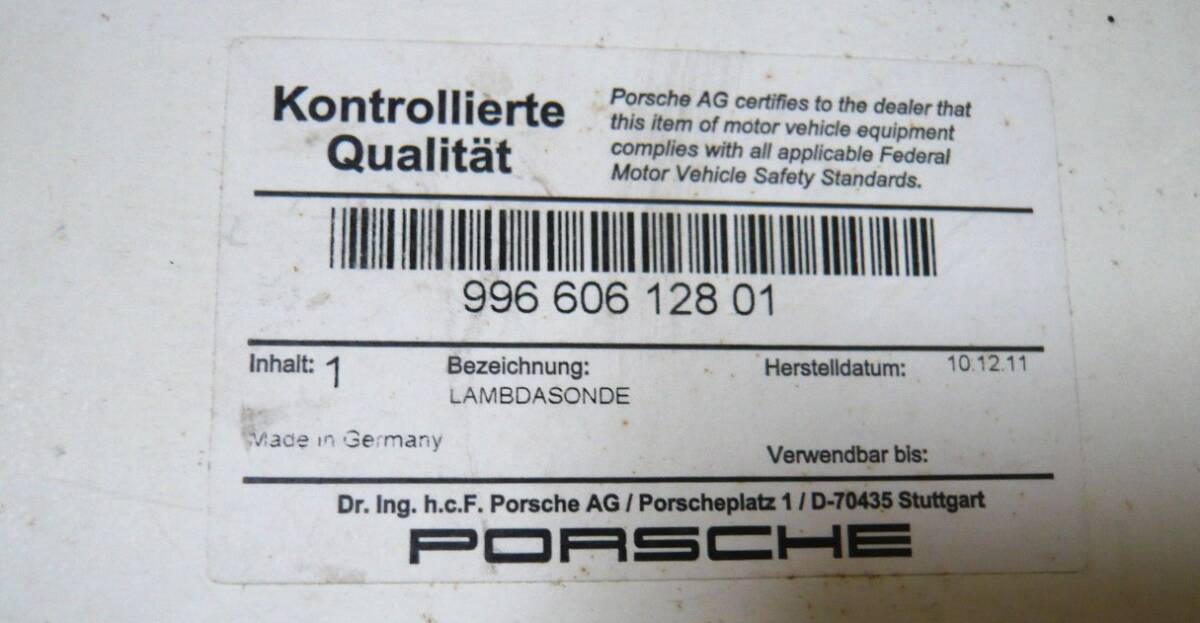 Kontrollierte
Qualität
Porsche AG certifies to the dealer that
this item of motor vehicle equipment
complies with all applicable Federal
Motor Vehicle Safety Standards.
996 606 128 01
Inhalt: 1
Bezeichnung:
LAMBDASONDE
Herstelldatum: 10.12.11
Made in Germany
Verwendbar bis:
Dr. Ing. h.c.F. Porsche AG / Porscheplatz 1 / D-70435 Stuttgart
PORSCHE